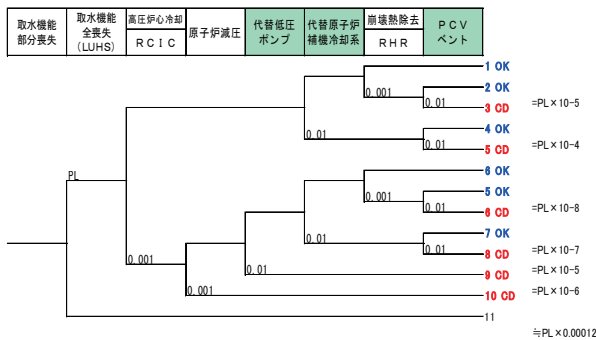 取水機能
部分喪失
取水機能
全喪失
(LUHS)
高圧炉心冷却
RCIC
原子炉減圧
代替低圧
ポンプ
代替原子炉
補機冷却系
崩壊熱除去
RHR
PCV
ベント
1 OK
0.001
2 OK
0.01
3 CD =PL×10-5
4 OK
0.01
0.01
5 CD =PL×10-4
PL
6 OK
0.001
5 OK
0.01
6 CD =PL×10-8
7 OK
0.01
0.01
8 CD =PL×10-7
0.001
0.01
9 CD =PL×10-5
0.001
10 CD =PL×10-6
11
≒PL×0.00012